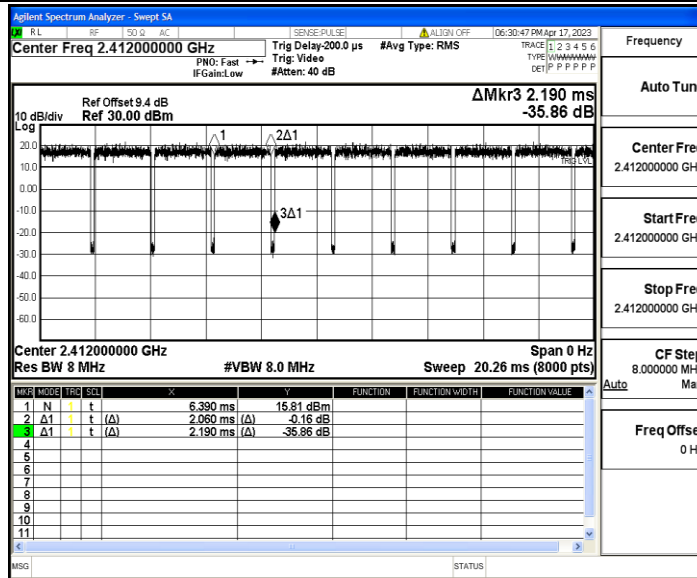 Agilent Spectrum Analyzer - Swept SA
RL RF 50 Ω AC SENSE:PULSE ALIGN OFF 06:30:47 PM Apr 17, 2023
Center Freq 2.412000000 GHz
PNO: Fast
IFGain:Low
Trig Delay-200.0 µs
Trig: Video
#Atten: 40 dB
#Avg Type: RMS
TRACE 1 2 3 4 5 6
TYPE WWWWWW
DET P P P P P P
Ref Offset 9.4 dB
10 dB/div Ref 30.00 dBm
ΔMkr3 2.190 ms
-35.86 dB
Log
1
2Δ1
20.0
TRIG LVL
10.0
0.00
-10.0
3Δ1
-20.0
-30.0
-40.0
-50.0
-60.0
Center 2.412000000 GHz Span 0 Hz
Res BW 8 MHz #VBW 8.0 MHz Sweep 20.26 ms (8000 pts)
MKR MODE TRC SCL X Y FUNCTION FUNCTION WIDTH FUNCTION VALUE
1 N 1 t 6.390 ms 15.81 dBm
2 Δ1 1 t (Δ) 2.060 ms (Δ) -0.16 dB
3 Δ1 1 t (Δ) 2.190 ms (Δ) -35.86 dB
4
5
6
7
8
9
10
11
MSG STATUS
Frequency
Auto Tun
Center Fre
2.412000000 GH
Start Fre
2.412000000 GH
Stop Fre
2.412000000 GH
CF Step
8.000000 MH
Auto Ma
Freq Offse
0 H